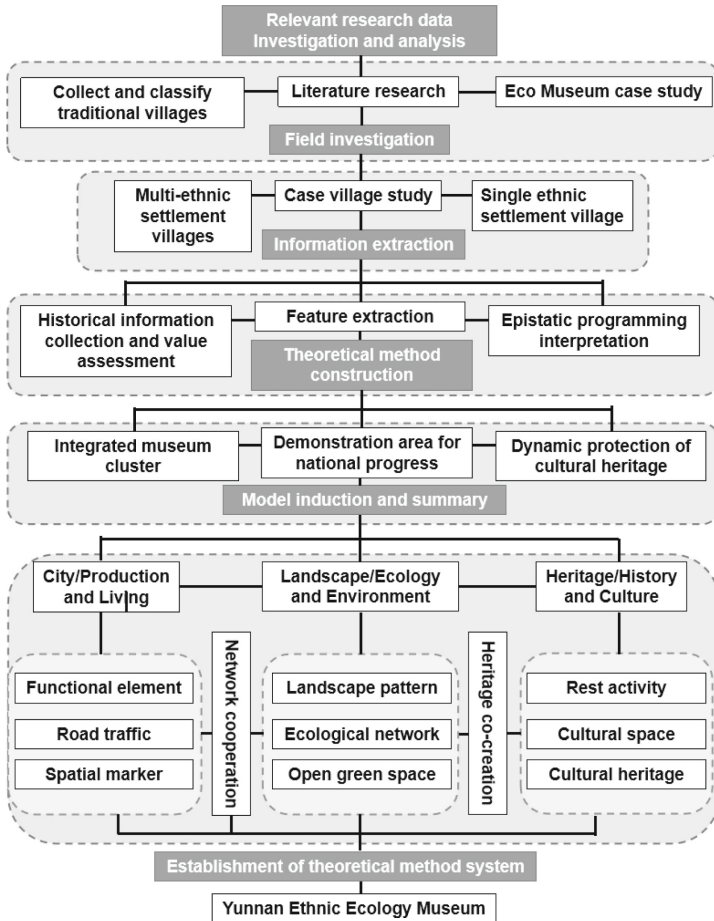 Relevant research data
Investigation and analysis
Collect and classify
traditional villages
Literature research
Eco Museum case study
Field investigation
Multi-ethnic
settlement
villages
Case village study
Single ethnic
settlement village
Information extraction
Historical information
collection and value
assessment
Feature extraction
Epistatic programming
interpretation
Theoretical method
construction
Integrated museum
cluster
Demonstration area for
national progress
Dynamic protection of
cultural heritage
Model induction and summary
City/Production
and Living
Landscape/Ecology
and Environment
Heritage/History
and Culture
Functional element
Road traffic
Spatial marker
Network cooperation
Landscape pattern
Ecological network
Open green space
Heritage co-creation
Rest activity
Cultural space
Cultural heritage
Establishment of theoretical method system
Yunnan Ethnic Ecology Museum